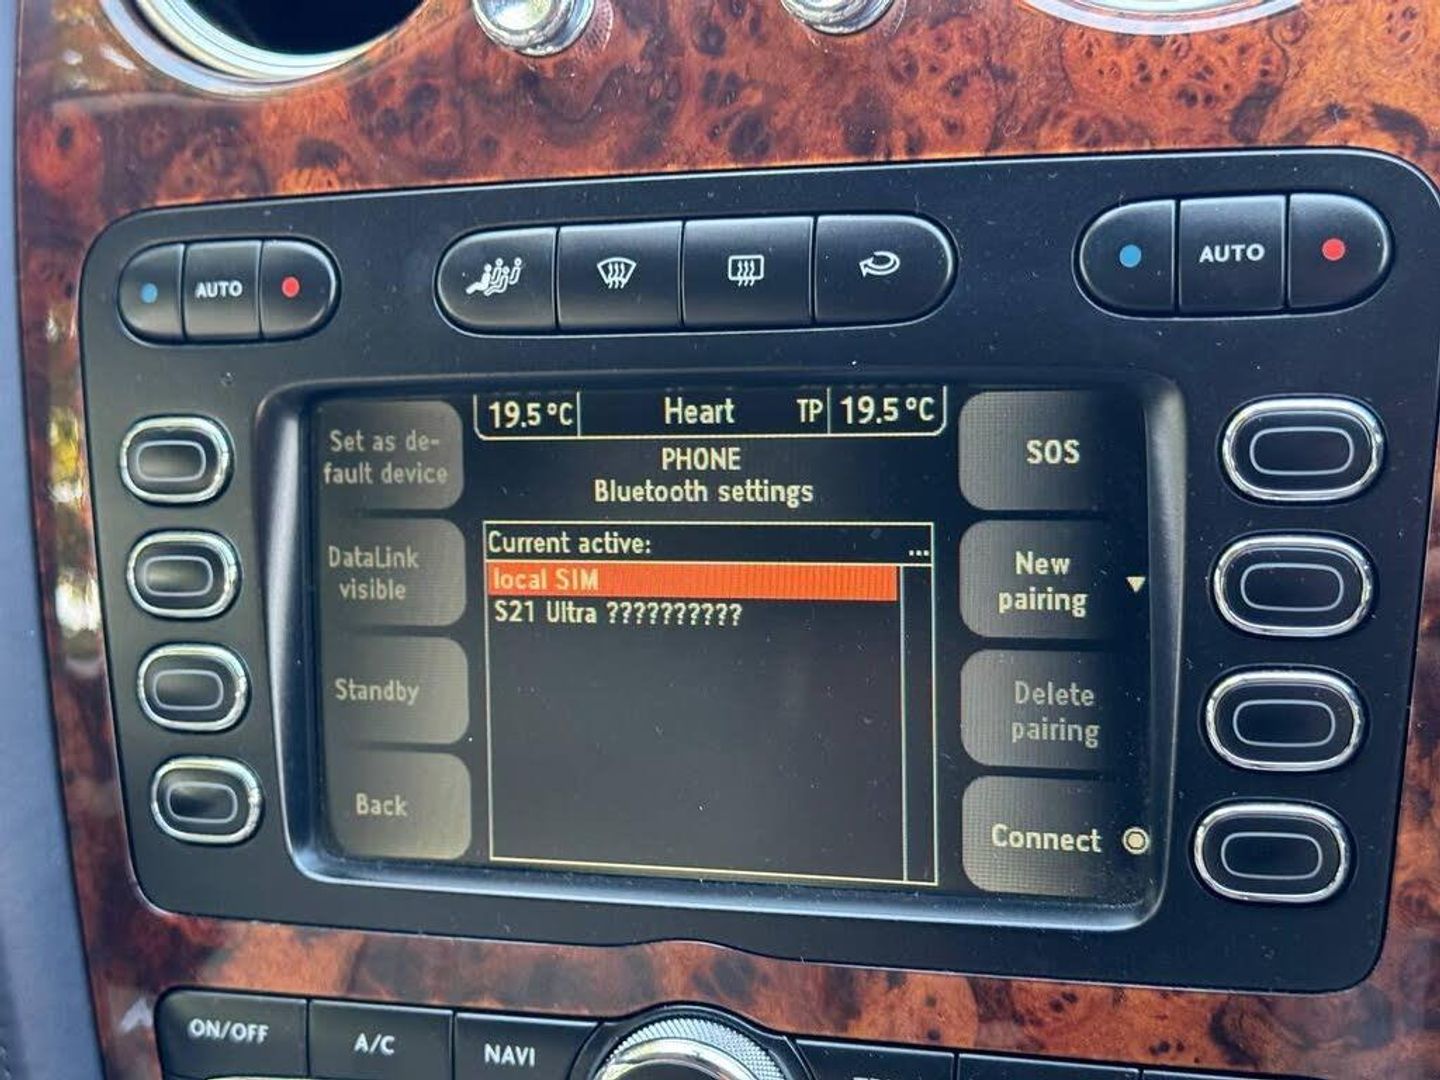 AUTO
AUTO
19.5°C
Heart
TP
19.5°C
PHONE
Bluetooth settings
Set as de-
fault device
DataLink
visible
Standby
Back
Current active:
...
local SIM
S21 Ultra ??????????
SOS
New
pairing
Delete
pairing
Connect
ON/OFF
A/C
NAVI